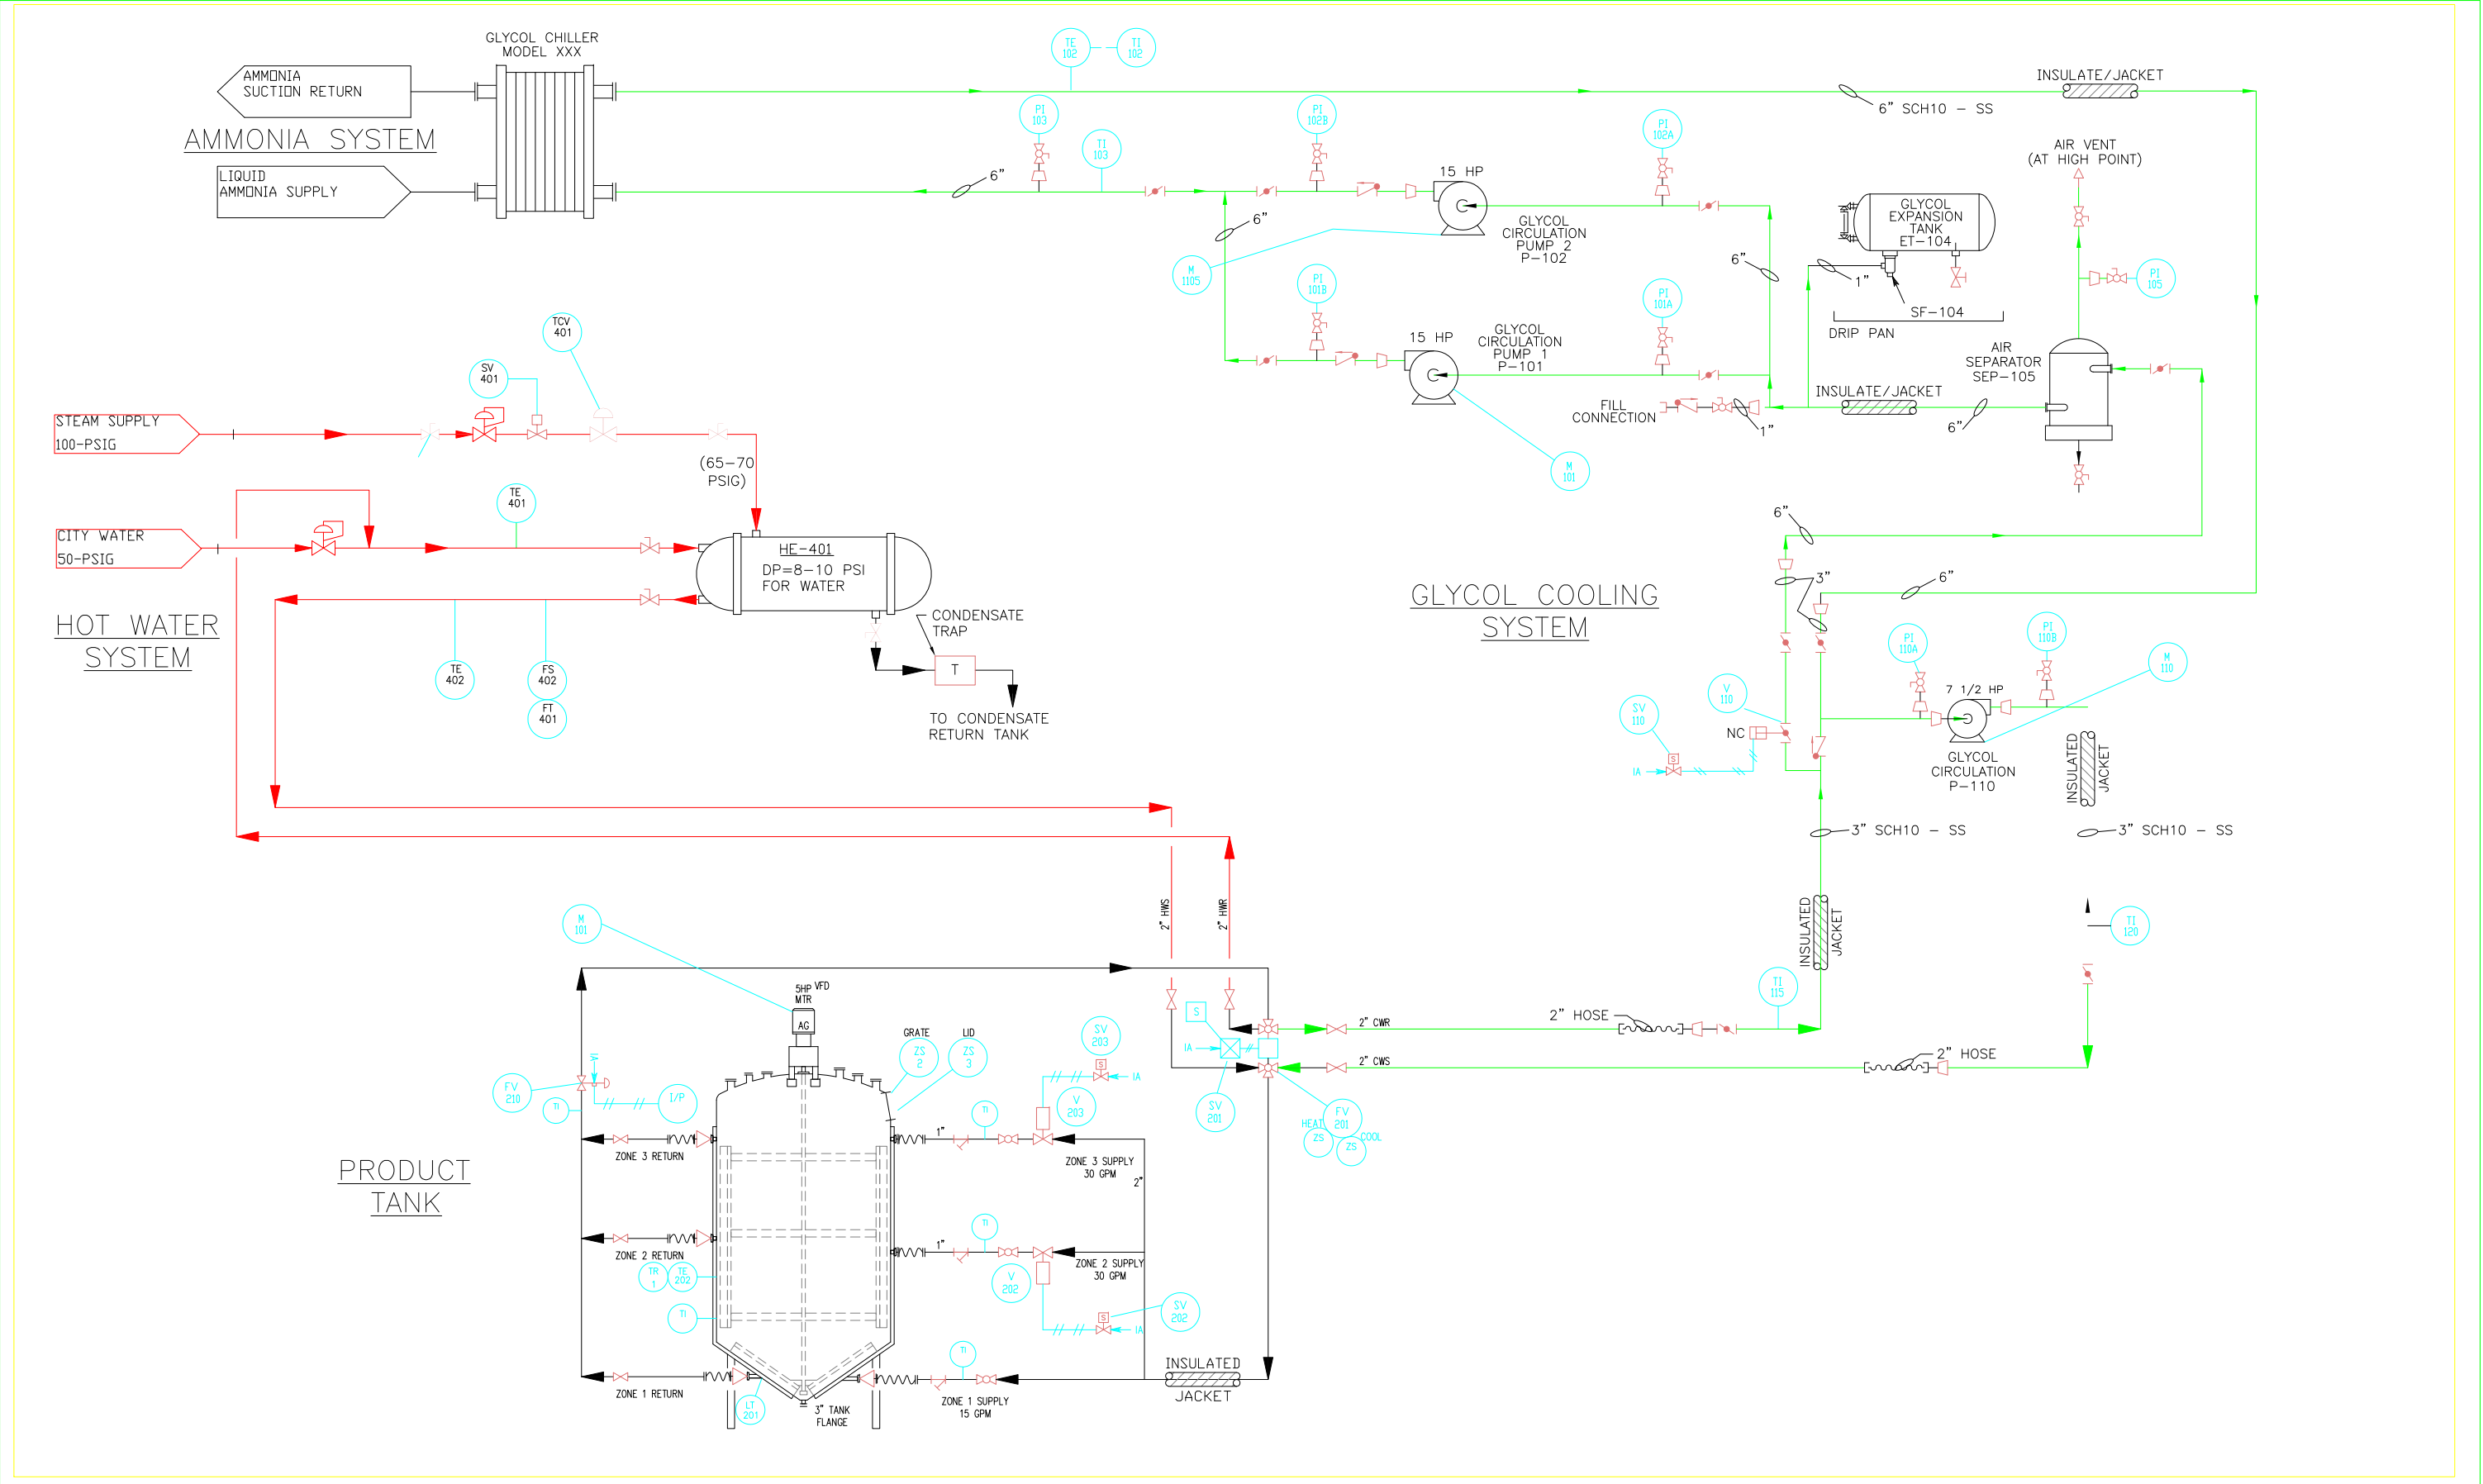 GLYCOL CHILLER
MODEL XXX
AMMONIA
SUCTION RETURN
AMMONIA SYSTEM
LIQUID
AMMONIA SUPPLY
TE
102
TI
102
PI
103
TI
103
6"
PI
102B
15 HP
PI
102A
GLYCOL
CIRCULATION
PUMP 2
P-102
6"
M
1105
PI
101B
15 HP
GLYCOL
CIRCULATION
PUMP 1
P-101
PI
101A
M
101
6"
6" SCH10 - SS
INSULATE/JACKET
AIR VENT
(AT HIGH POINT)
GLYCOL
EXPANSION
TANK
ET-104
1"
SF-104
DRIP PAN
PI
105
AIR
SEPARATOR
SEP-105
INSULATE/JACKET
6"
FILL
CONNECTION
1"
TCV
401
SV
401
STEAM SUPPLY
100-PSIG
(65-70
PSIG)
TE
401
CITY WATER
50-PSIG
HE-401
DP=8-10 PSI
FOR WATER
HOT WATER
SYSTEM
TE
402
FS
402
FT
401
CONDENSATE
TRAP
T
TO CONDENSATE
RETURN TANK
GLYCOL COOLING
SYSTEM
6"
3"
6"
PI
110A
PI
110B
M
110
7 1/2 HP
GLYCOL
CIRCULATION
P-110
V
110
SV
110
NC
IA
INSULATED
JACKET
3" SCH10 - SS
3" SCH10 - SS
INSULATED
JACKET
TI
120
TI
115
2" HOSE
2" HOSE
2" HWS
2" HWR
2" CWR
2" CWS
S
IA
SV
201
FV
201
HEAT
ZS
COOL
ZS
M
101
5HP VFD
MTR
AG
GRATE
ZS
2
LID
ZS
3
SV
203
IA
V
203
IA
FV
210
TI
I/P
ZONE 3 RETURN
1"
TI
ZONE 3 SUPPLY
30 GPM
2"
PRODUCT
TANK
ZONE 2 RETURN
TR
1
TE
202
TI
1"
TI
ZONE 2 SUPPLY
30 GPM
V
202
SV
202
IA
ZONE 1 RETURN
LT
201
3" TANK
FLANGE
TI
ZONE 1 SUPPLY
15 GPM
INSULATED
JACKET
S
S
S